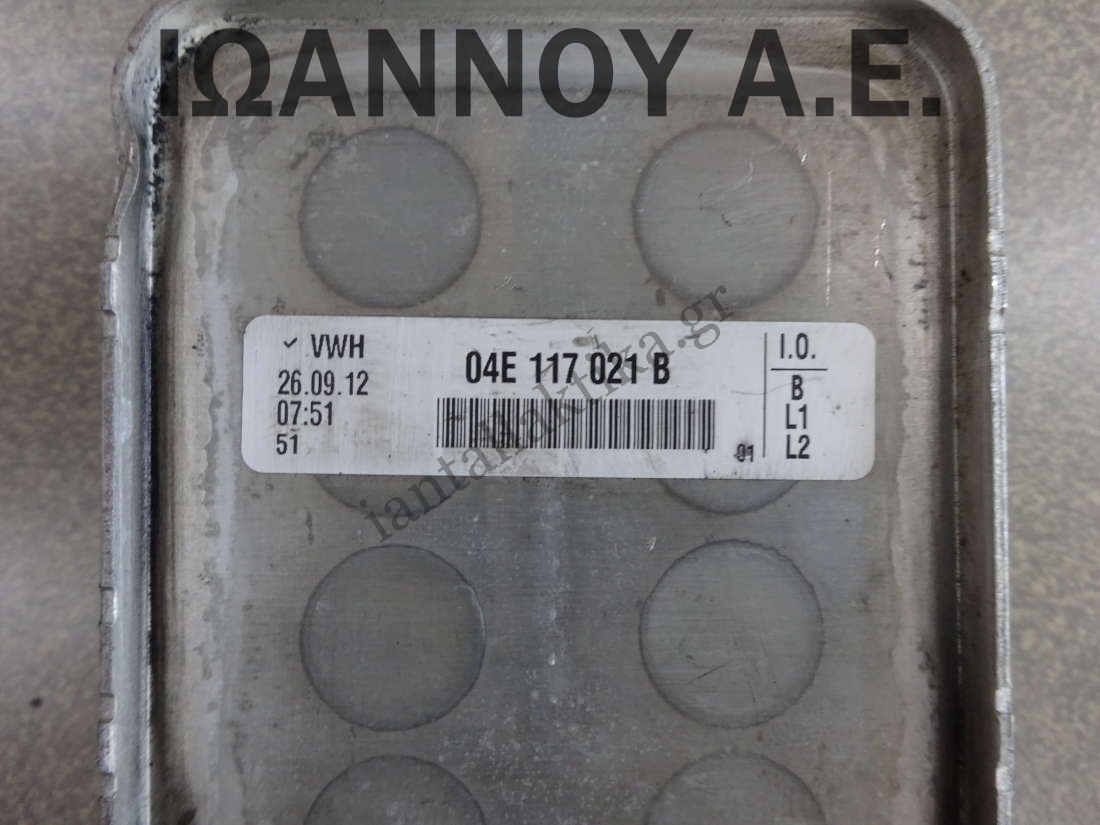 ΙΩΑΝΝΟΥ Α.Ε.
VWH
26.09.12
07:51
51
04E 117 021 B
01
I.O.
B
L1
L2
iantallaktika.gr